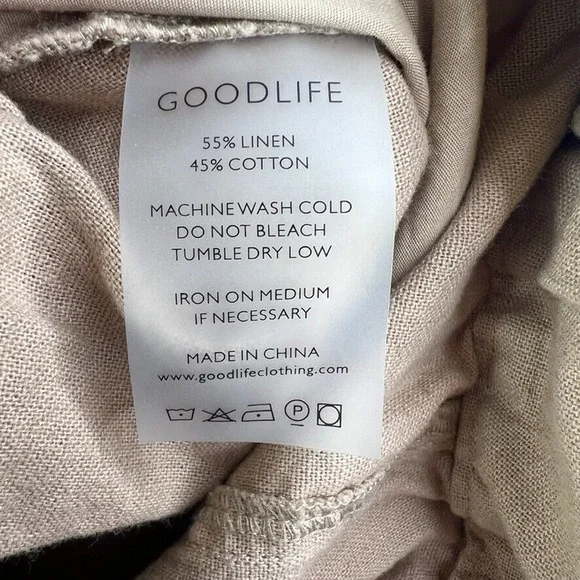 GOODLIFE
55% LINEN
45% COTTON
MACHINE WASH COLD
DO NOT BLEACH
TUMBLE DRY LOW
IRON ON MEDIUM
IF NECESSARY
MADE IN CHINA
www.goodlifeclothing.com
P